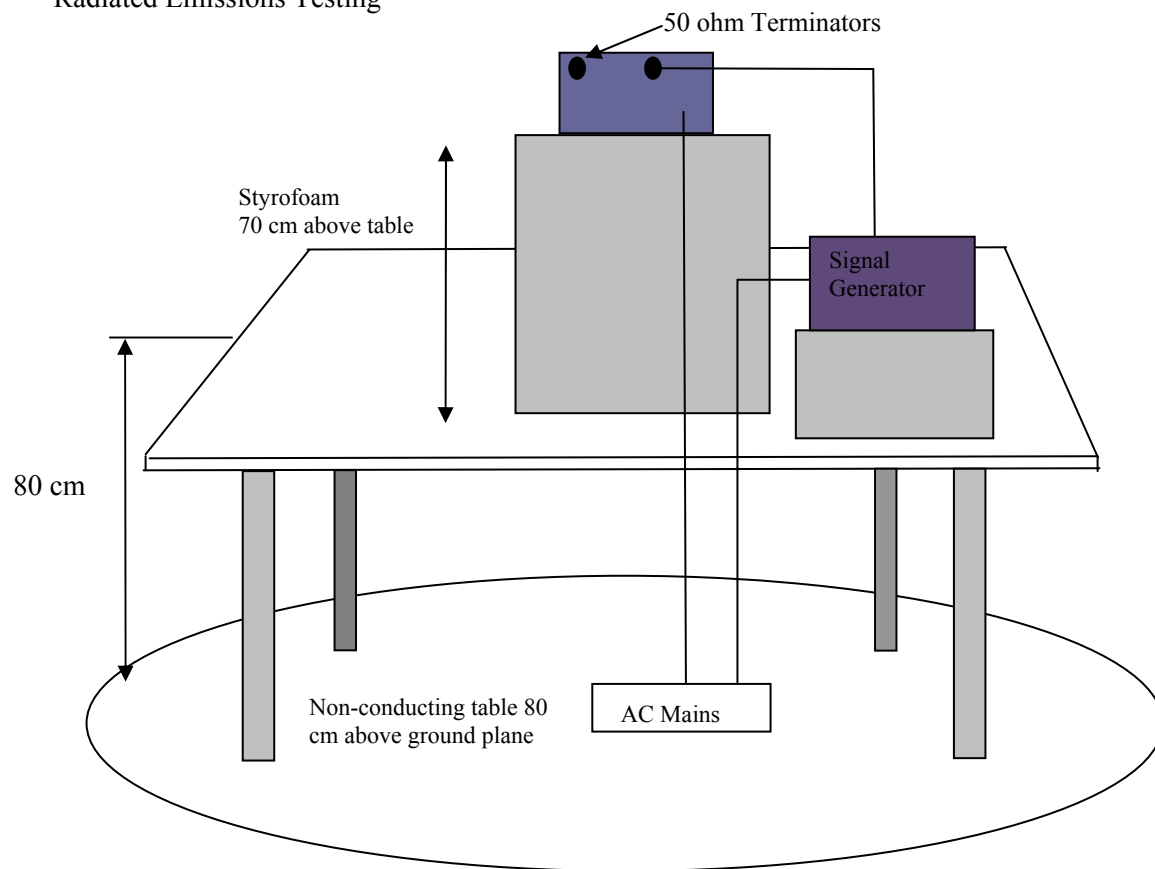 Radiated Emissions Testing
50 ohm Terminators
Styrofoam
70 cm above table
Signal
Generator
80 cm
Non-conducting table 80
cm above ground plane
AC Mains